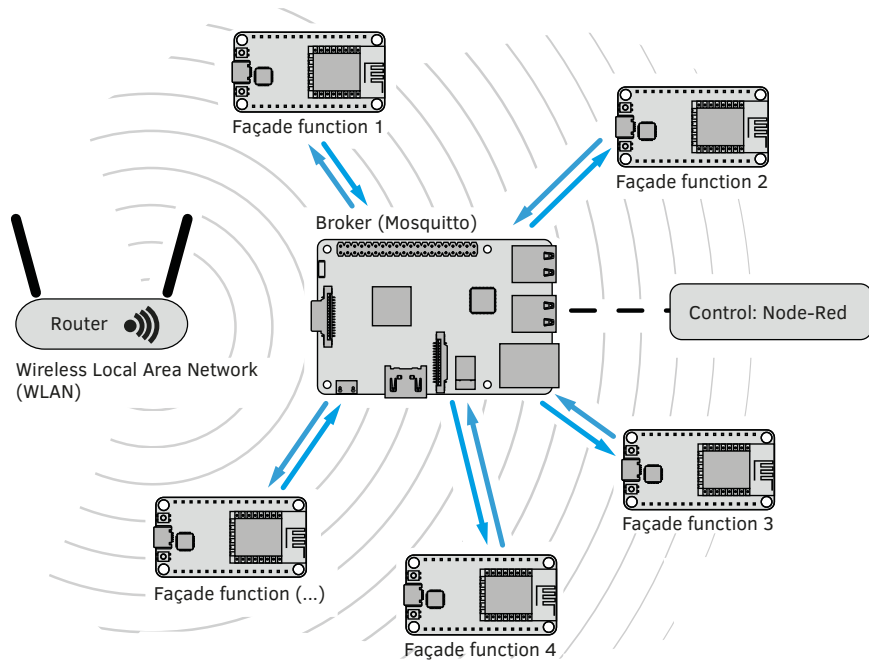 Façade function 1
Façade function 2
Broker (Mosquitto)
Router
Control: Node-Red
Wireless Local Area Network
(WLAN)
Façade function 3
Façade function (...)
Façade function 4